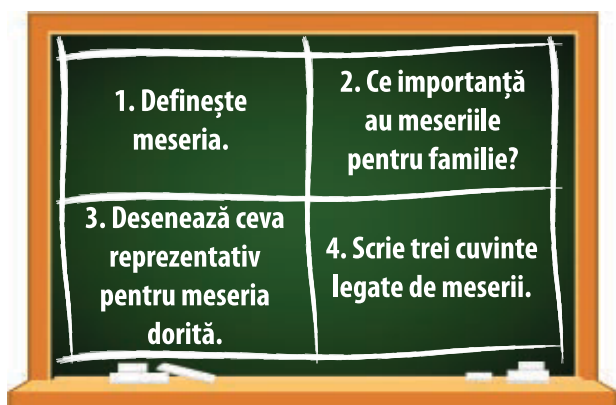 1. Definește
meseria.
2. Ce importanță
au meseriile
pentru familie?
3. Desenează ceva
reprezentativ
pentru meseria
dorită.
4. Scrie trei cuvinte
legate de meserii.